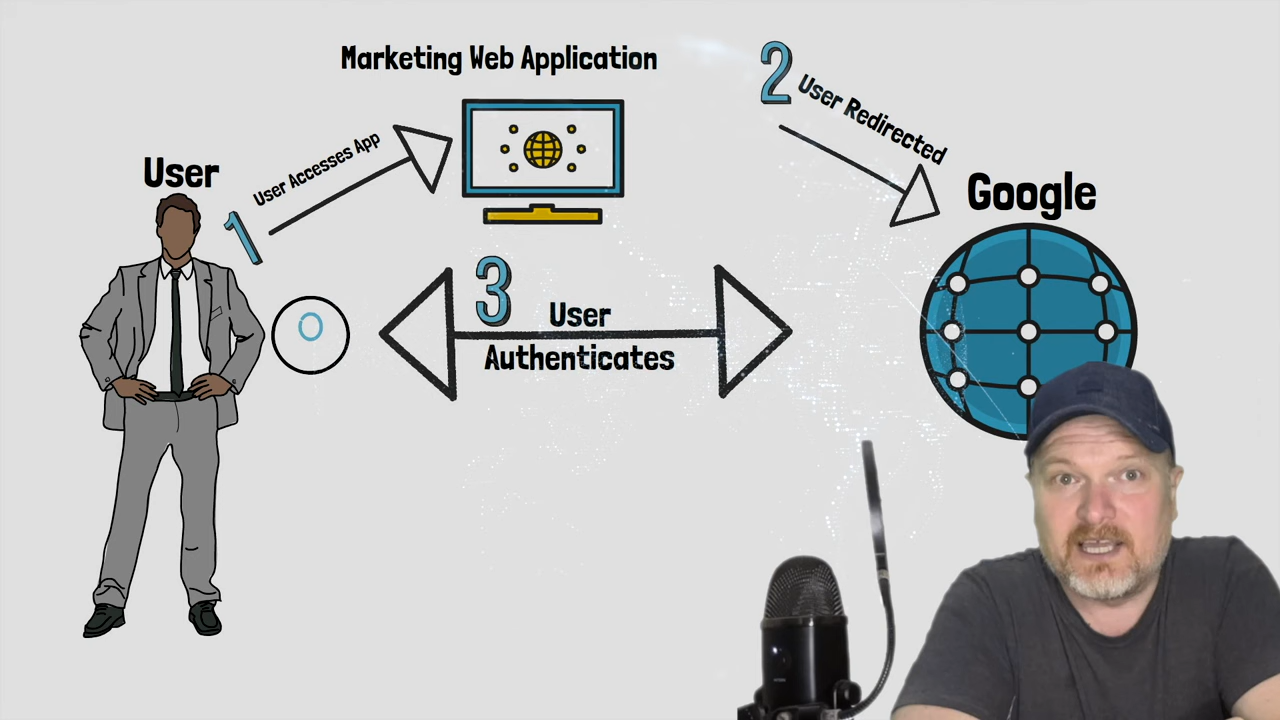 Marketing Web Application
2
User Redirected
User Accesses App
User
1
Google
3
User
Authenticates